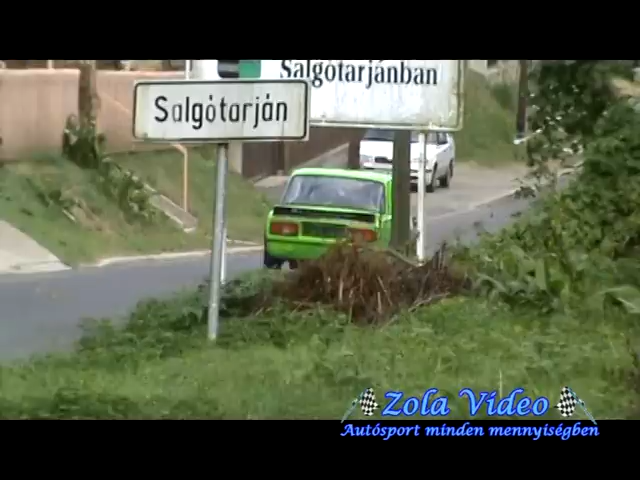 Salgótarjánban
Salgótarján
Zola Video
Autósport minden mennyiségben